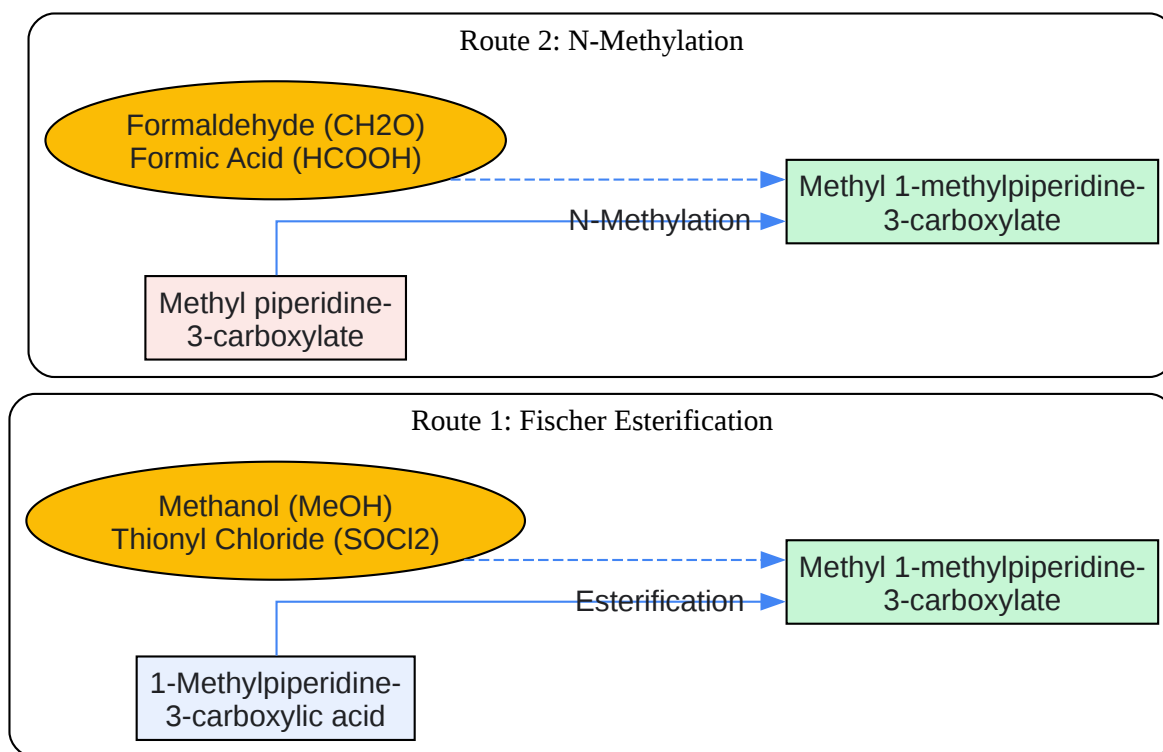 Route 2: N-Methylation
Formaldehyde (CH2O)
Formic Acid (HCOOH)
Methyl 1-methylpiperidine-
3-carboxylate
N-Methylation
Methyl piperidine-
3-carboxylate
Route 1: Fischer Esterification
Methanol (MeOH)
Thionyl Chloride (SOCl2)
Methyl 1-methylpiperidine-
3-carboxylate
Esterification
1-Methylpiperidine-
3-carboxylic acid